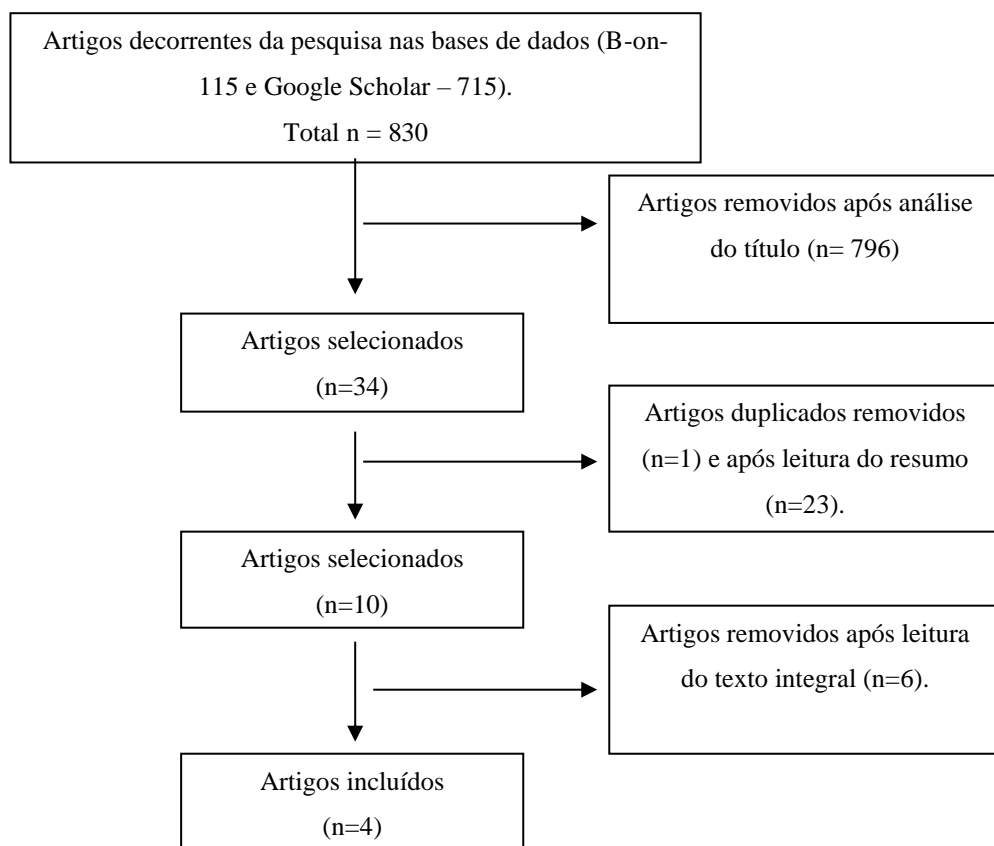 Artigos decorrentes da pesquisa nas bases de dados (B-on-
115 e Google Scholar – 715).
Total n = 830
Artigos removidos após análise
do título (n= 796)
Artigos selecionados
(n=34)
Artigos duplicados removidos
(n=1) e após leitura do resumo
(n=23).
Artigos selecionados
(n=10)
Artigos removidos após leitura
do texto integral (n=6).
Artigos incluídos
(n=4)